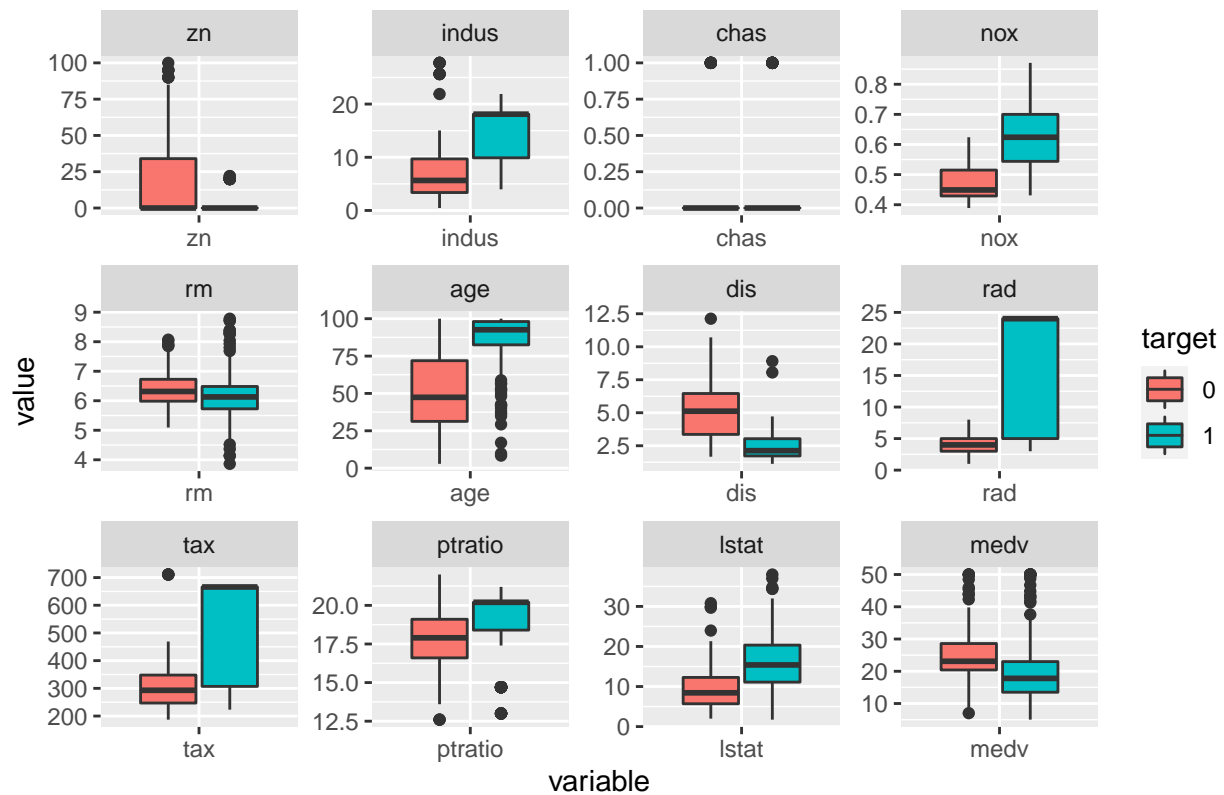 zn
indus
chas
nox
100
75
50
25
0
20
10
0
1.00
0.75
0.50
0.25
0.00
0.8
0.7
0.6
0.5
0.4
zn
indus
chas
nox
rm
age
dis
rad
9
8
7
6
5
4
100
75
50
25
0
12.5
10.0
7.5
5.0
2.5
25
20
15
10
5
0
rm
age
dis
rad
tax
ptratio
lstat
medv
700
600
500
400
300
200
20.0
17.5
15.0
12.5
30
20
10
0
50
40
30
20
10
tax
ptratio
lstat
medv
value
variable
target
0
1